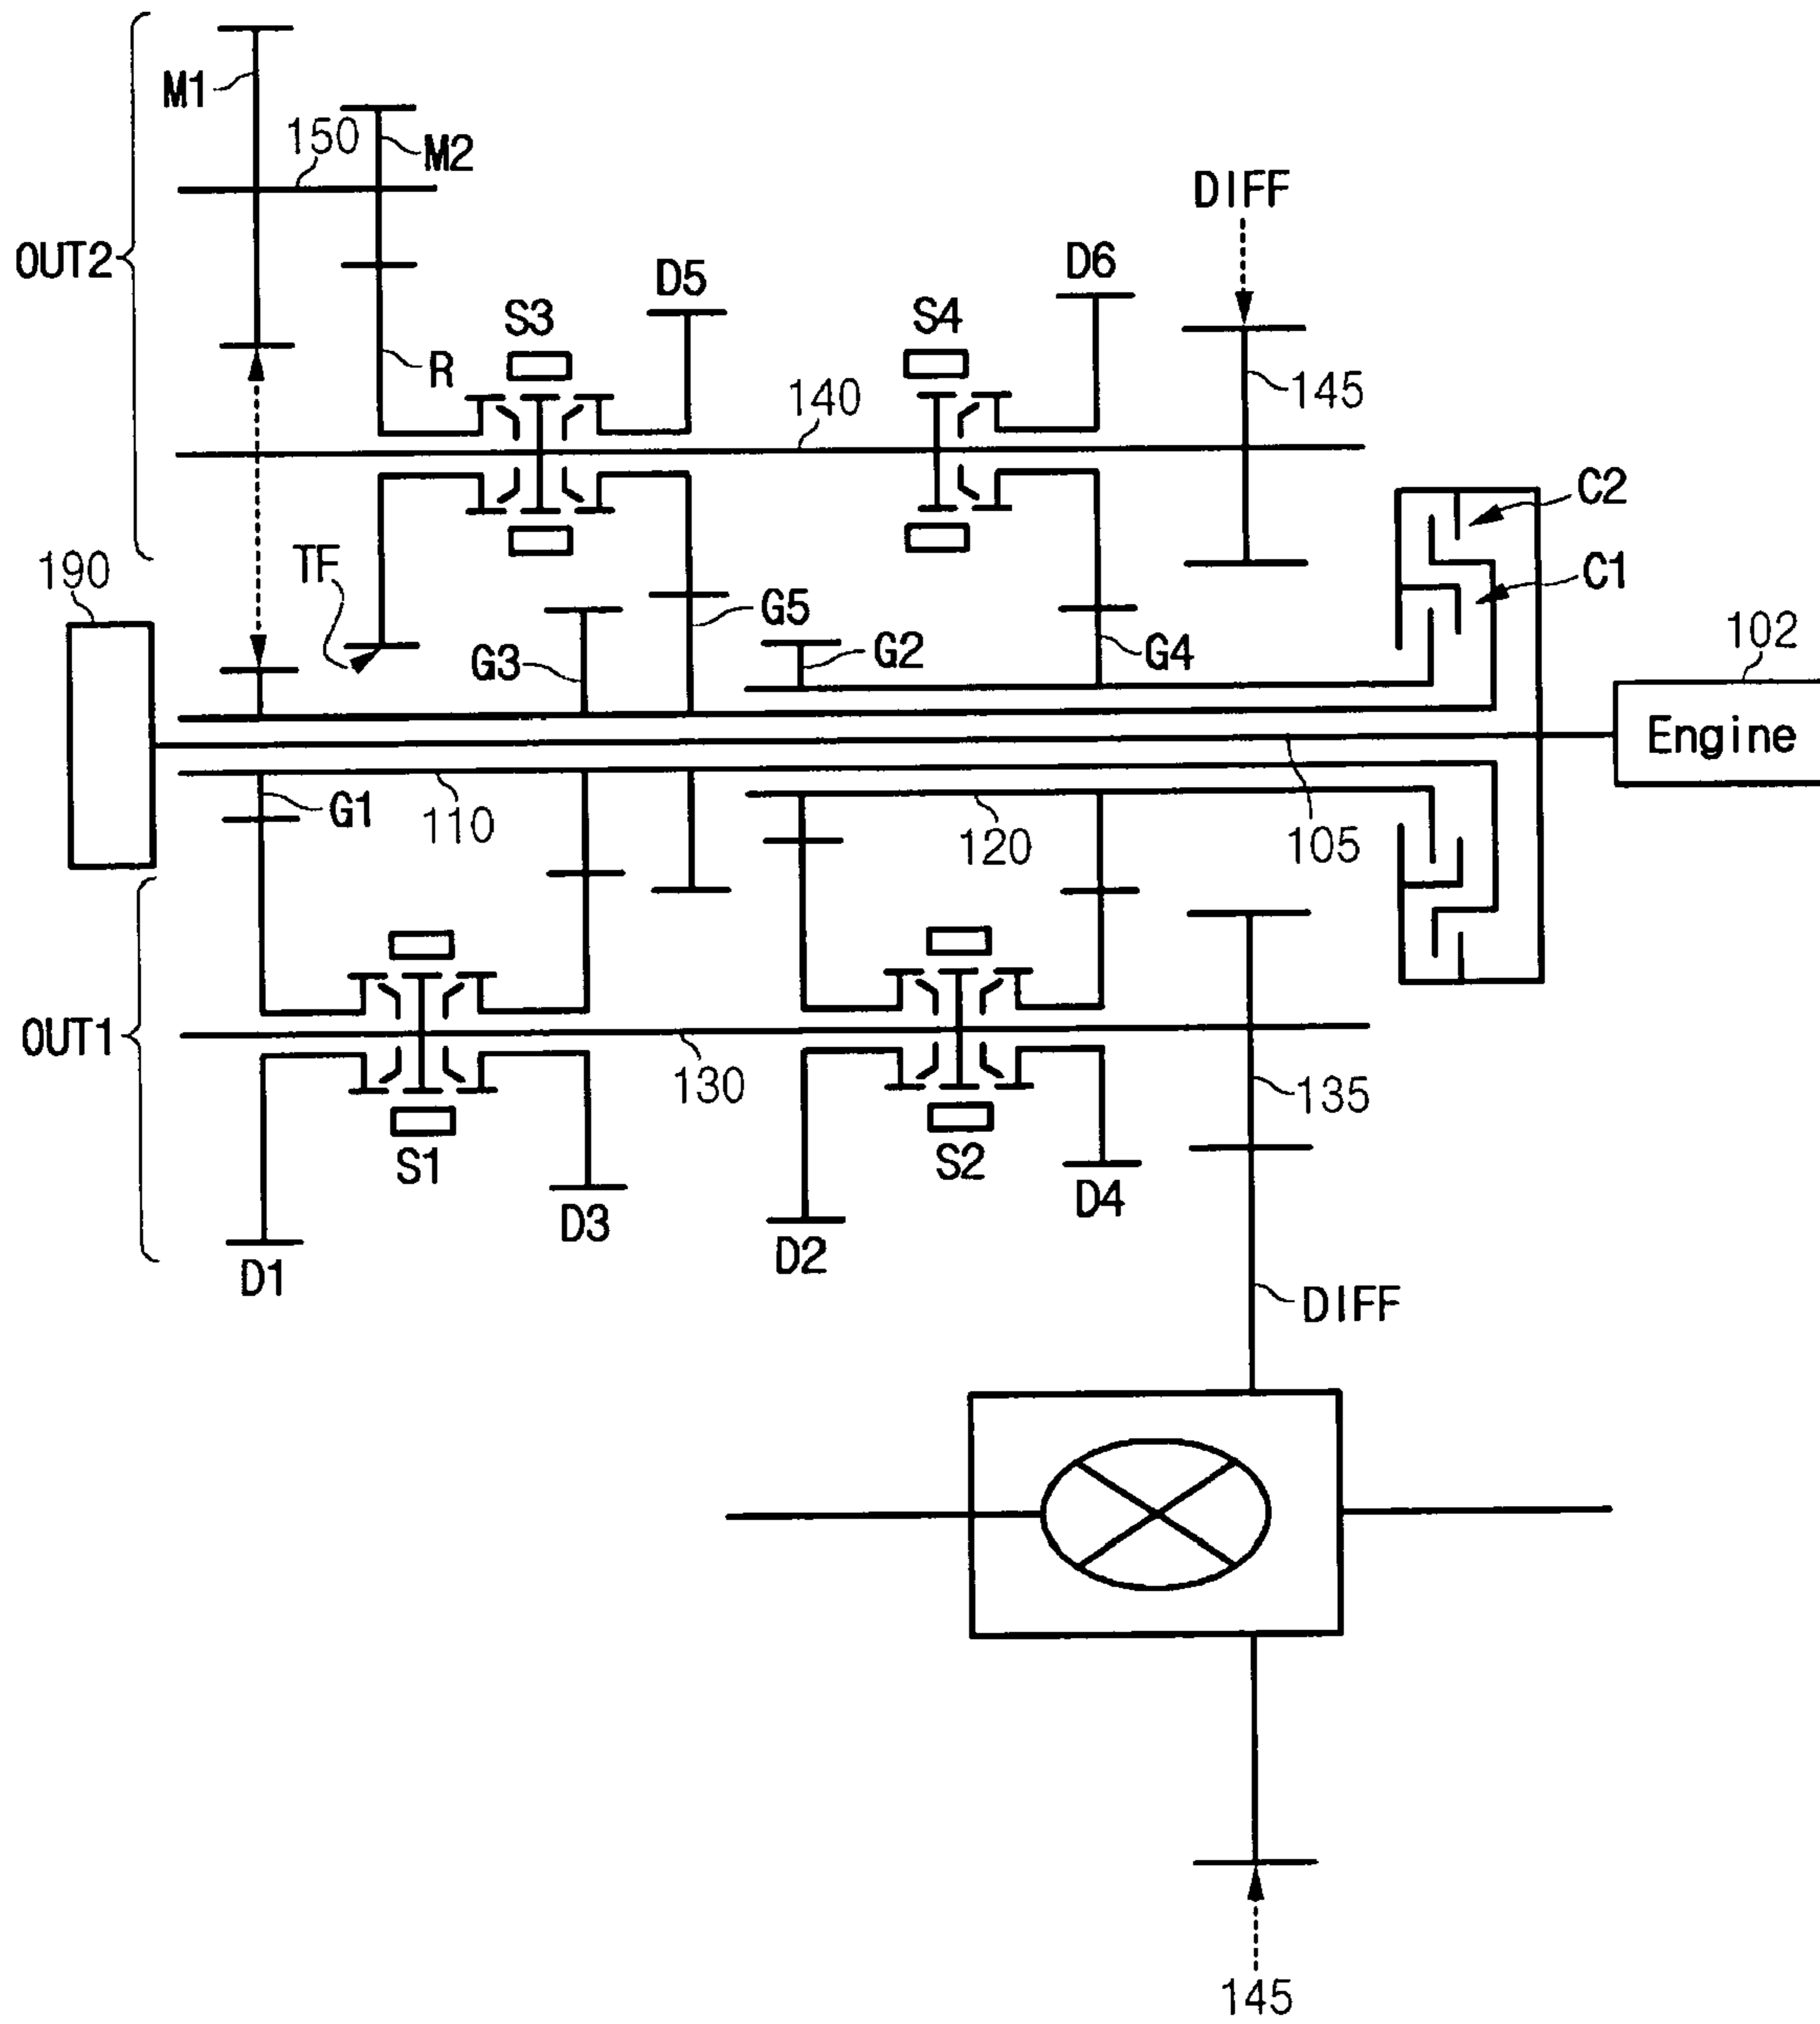 M1
150
M2
OUT2
DIFF
D5
D6
S3
S4
R
140
145
C2
C1
190
TF
G3
G5
G2
G4
102
Engine
G1
110
120
105
OUT1
130
135
S1
S2
D3
D4
D1
D2
DIFF
145